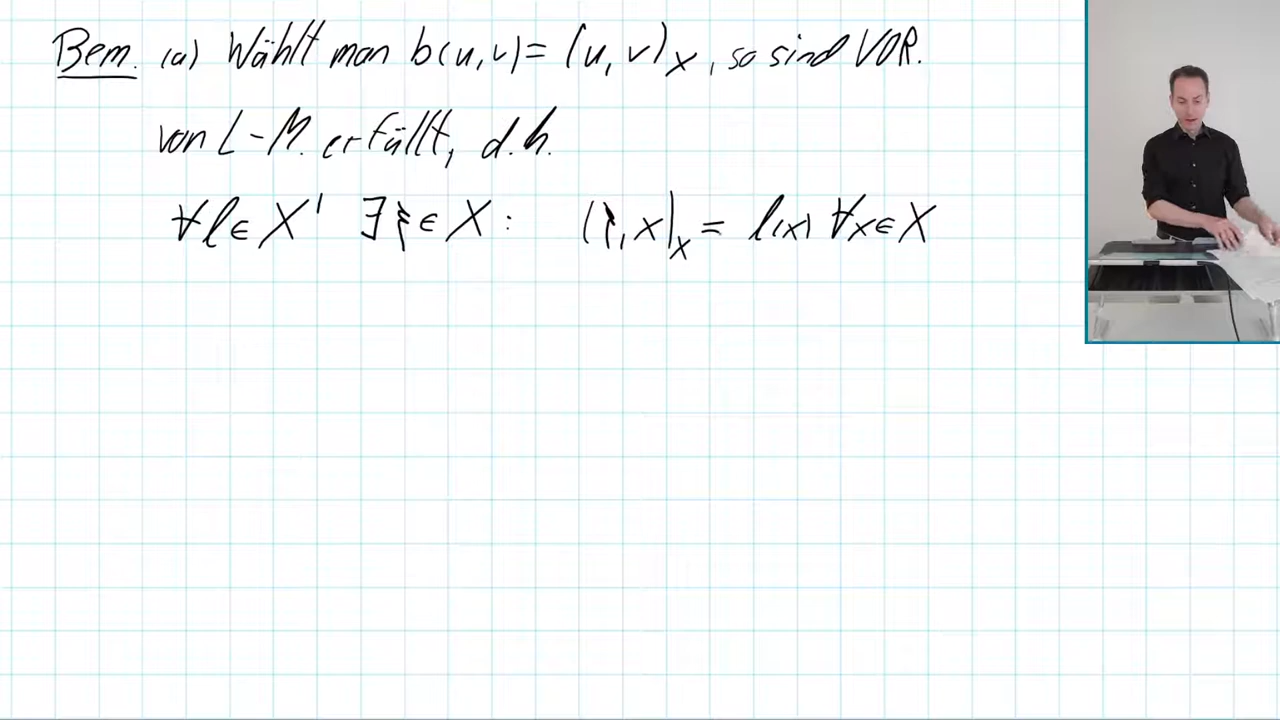 Bem. (a) Wählt man b(u,v) = (u,v)_X, so sind VOR.
von L-M. erfüllt, d.h.
∀ℓ∈X' ∃ξ∈X: (ξ,x)_X = ℓ(x) ∀x∈X